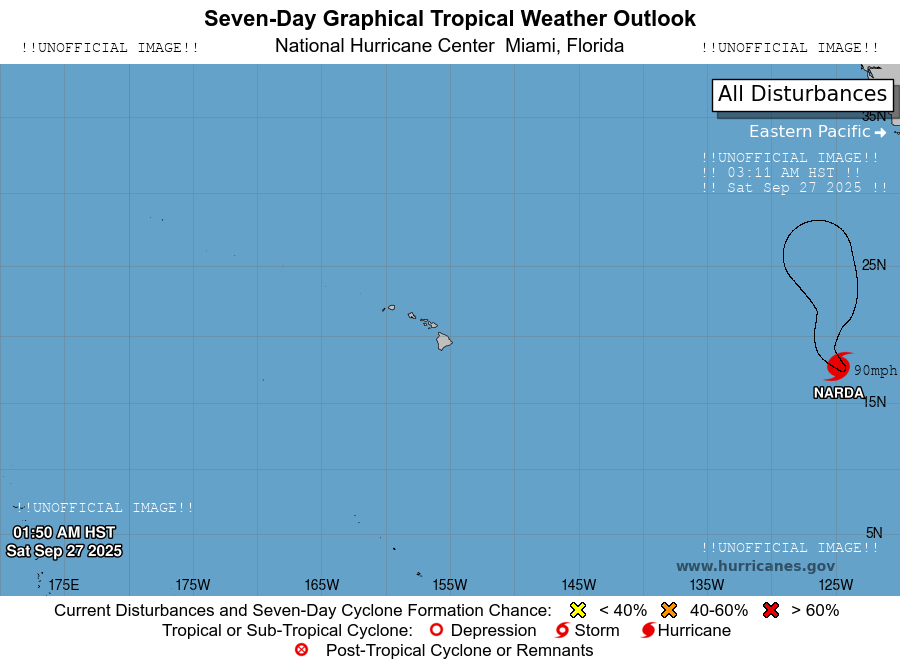 Seven-Day Graphical Tropical Weather Outlook
!!UNOFFICIAL IMAGE!!
National Hurricane Center Miami, Florida
!!UNOFFICIAL IMAGE!!
All Disturbances
35N
Eastern Pacific
!!UNOFFICIAL IMAGE!!
!! 03:11 AM HST !!
!! Sat Sep 27 2025 !!
25N
90mph
NARDA
15N
!!UNOFFICIAL IMAGE!!
01:50 AM HST
Sat Sep 27 2025
5N
!!UNOFFICIAL IMAGE!!
www.hurricanes.gov
175E 175W 165W 155W 145W 135W 125W
Current Disturbances and Seven-Day Cyclone Formation Chance: < 40% 40-60% > 60%
Tropical or Sub-Tropical Cyclone: Depression Storm Hurricane
Post-Tropical Cyclone or Remnants